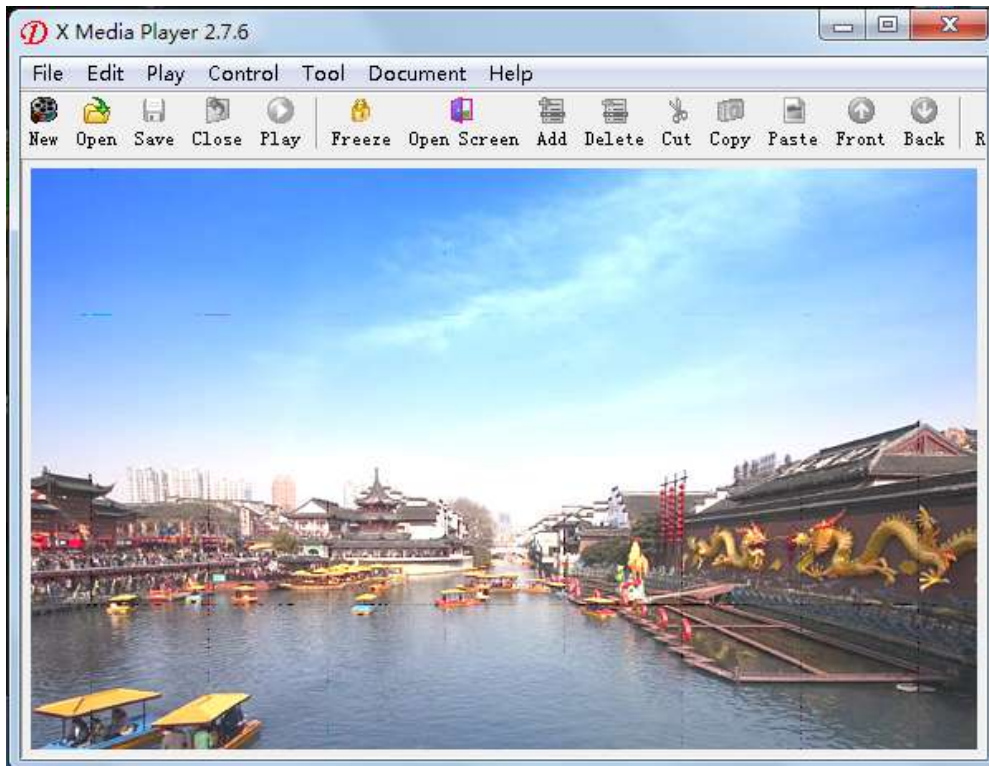 X Media Player 2.7.6
File Edit Play Control Tool Document Help
New Open Save Close Play Freeze Open Screen Add Delete Cut Copy Paste Front Back R